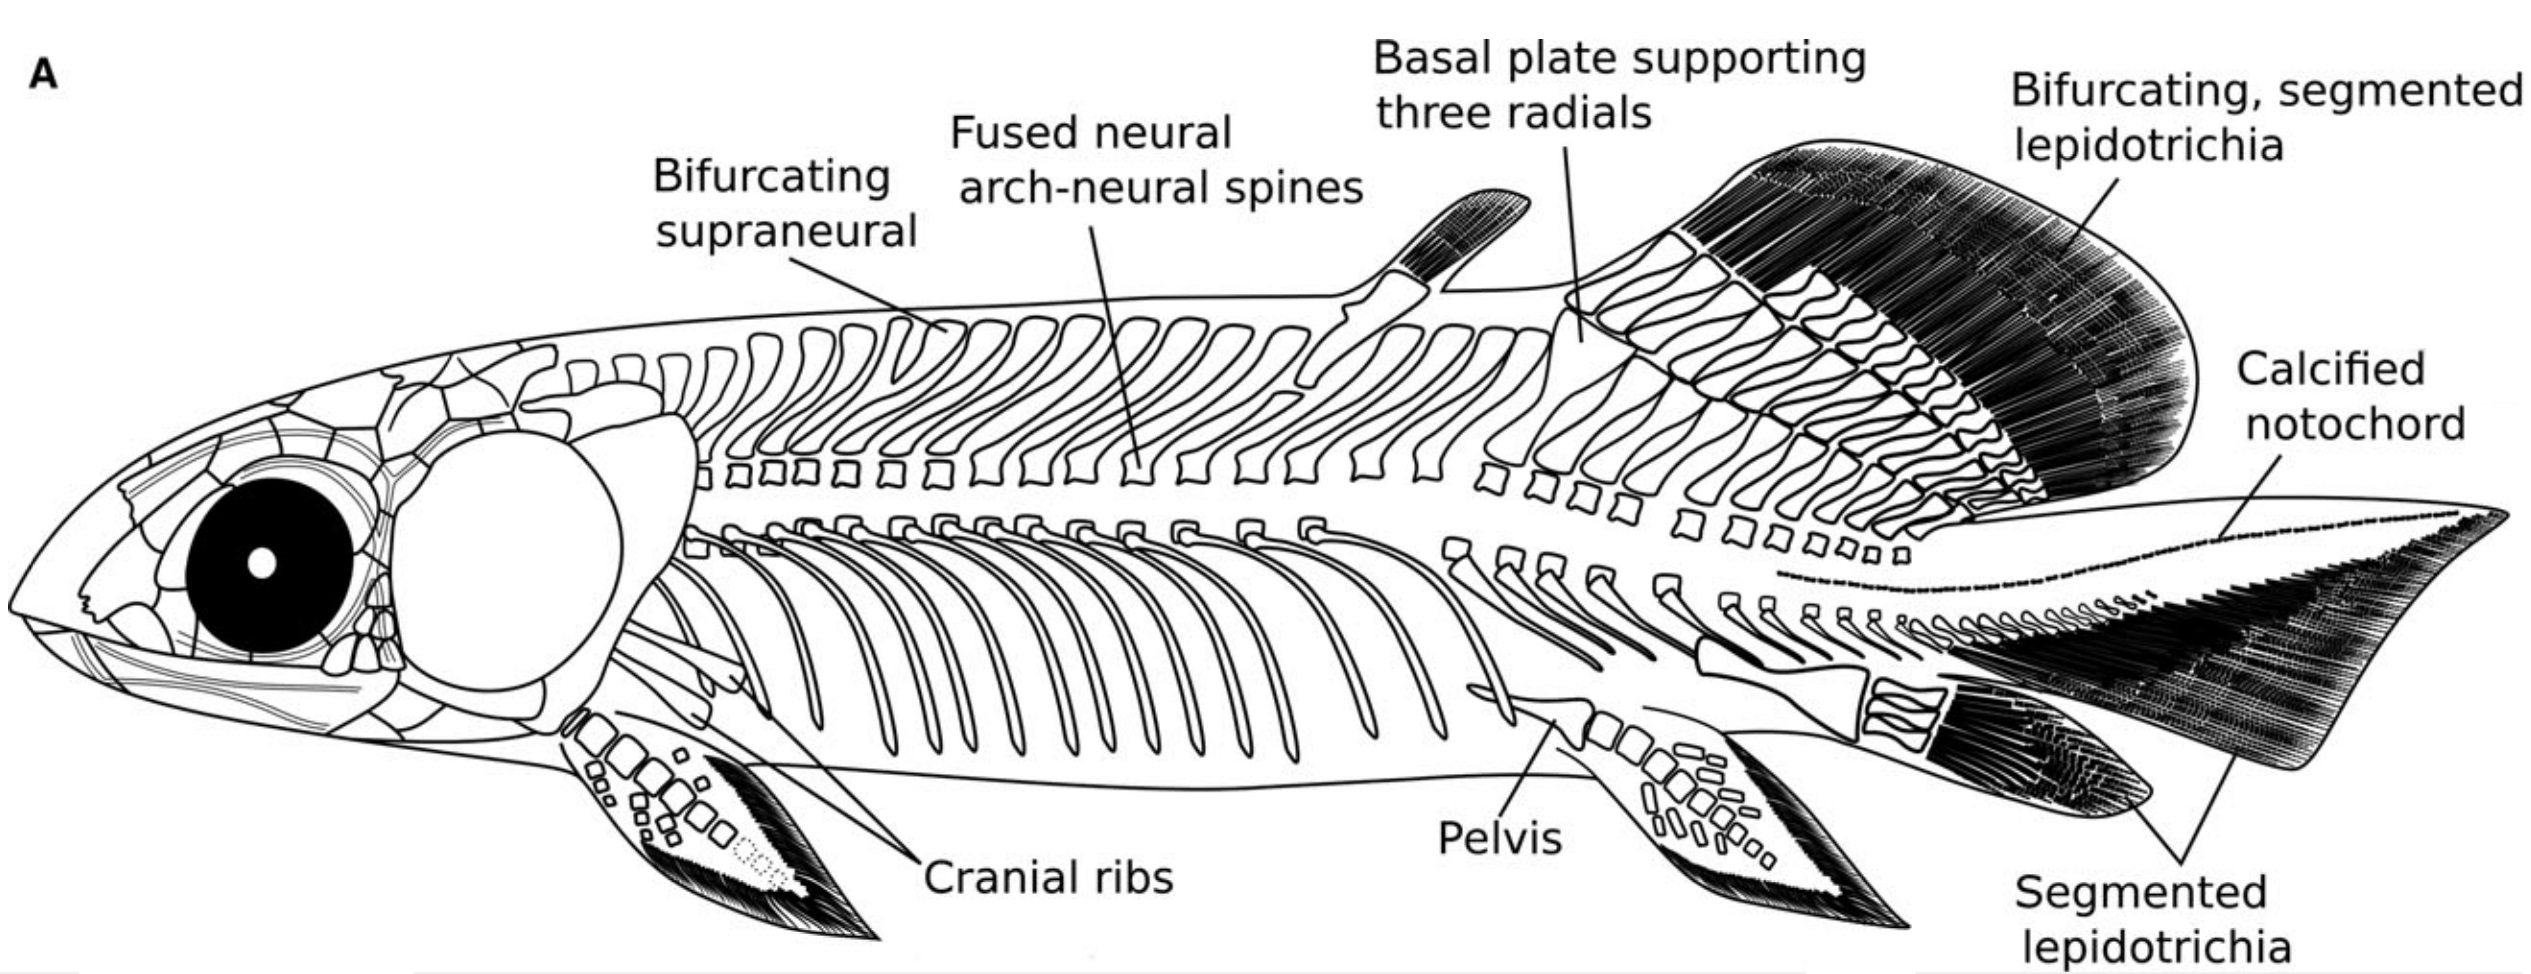 A
Basal plate supporting
three radials
Bifurcating, segmented
lepidotrichia
Fused neural
arch-neural spines
Bifurcating
supraneural
Calcified
notochord
Pelvis
Cranial ribs
Segmented
lepidotrichia